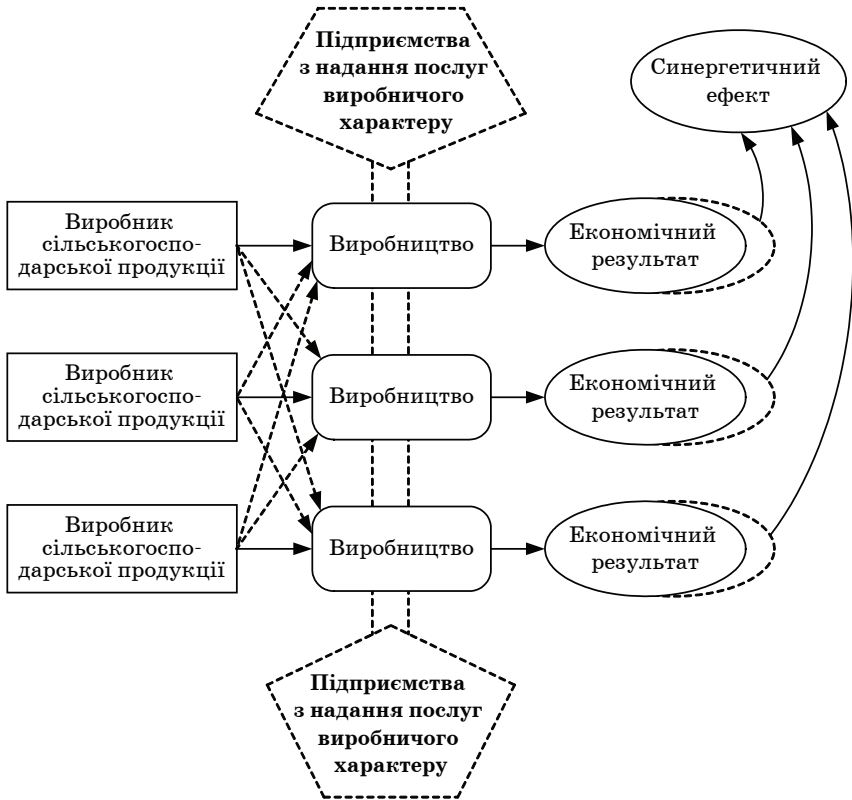 Підприємства
з надання послуг
виробничого
характеру
Синергетичний
ефект
Виробник
сільськогоспо-
дарської продукції
Виробництво
Економічний
результат
Виробник
сільськогоспо-
дарської продукції
Виробництво
Економічний
результат
Виробник
сільськогоспо-
дарської продукції
Виробництво
Економічний
результат
Підприємства
з надання послуг
виробничого
характеру